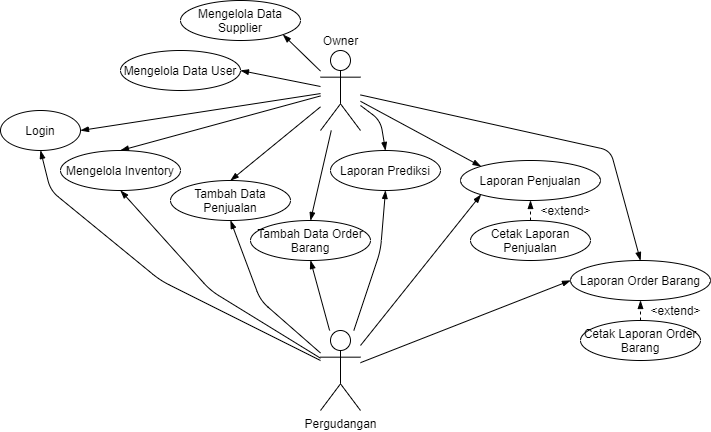 Mengelola Data
Supplier
Owner
Mengelola Data User
Login
Mengelola Inventory
Laporan Prediksi
Laporan Penjualan
Tambah Data
Penjualan
<extend>
Tambah Data Order
Barang
Cetak Laporan
Penjualan
Laporan Order Barang
<extend>
Cetak Laporan Order
Barang
Pergudangan